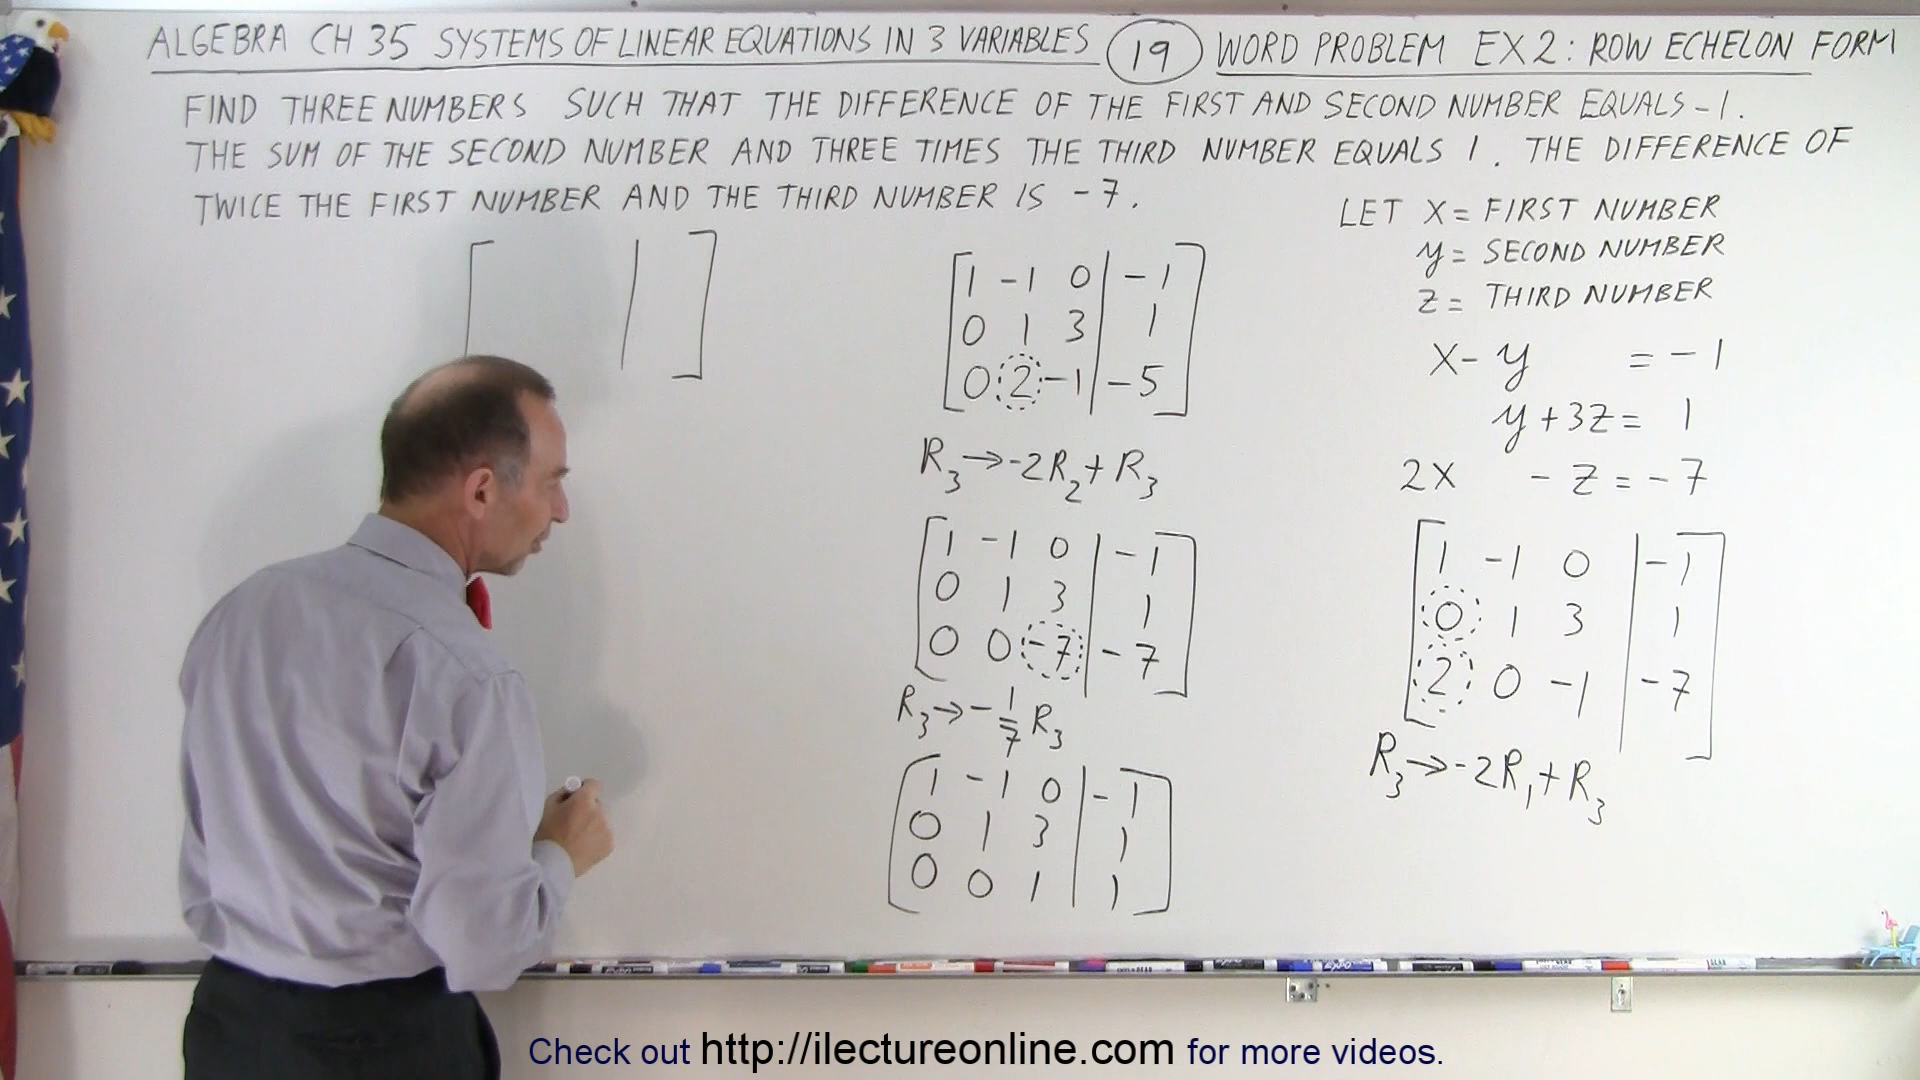 ALGEBRA CH 35 SYSTEMS OF LINEAR EQUATIONS IN 3 VARIABLES 19 WORD PROBLEM EX 2: ROW ECHELON FORM
FIND THREE NUMBERS SUCH THAT THE DIFFERENCE OF THE FIRST AND SECOND NUMBER EQUALS -1.
THE SUM OF THE SECOND NUMBER AND THREE TIMES THE THIRD NUMBER EQUALS 1. THE DIFFERENCE OF
TWICE THE FIRST NUMBER AND THE THIRD NUMBER IS -7.
LET X = FIRST NUMBER
y = SECOND NUMBER
Z = THIRD NUMBER
X - y = -1
y + 3Z = 1
2X - Z = -7
1 -1 0 | -1
0 1 3 | 1
2 0 -1 | -7
R3 → -2R1 + R3
1 -1 0 | -1
0 1 3 | 1
0 2 -1 | -5
R3 → -2R2 + R3
1 -1 0 | -1
0 1 3 | 1
0 0 -7 | -7
R3 → -1/7 R3
1 -1 0 | -1
0 1 3 | 1
0 0 1 | 1
Check out http://ilectureonline.com for more videos.